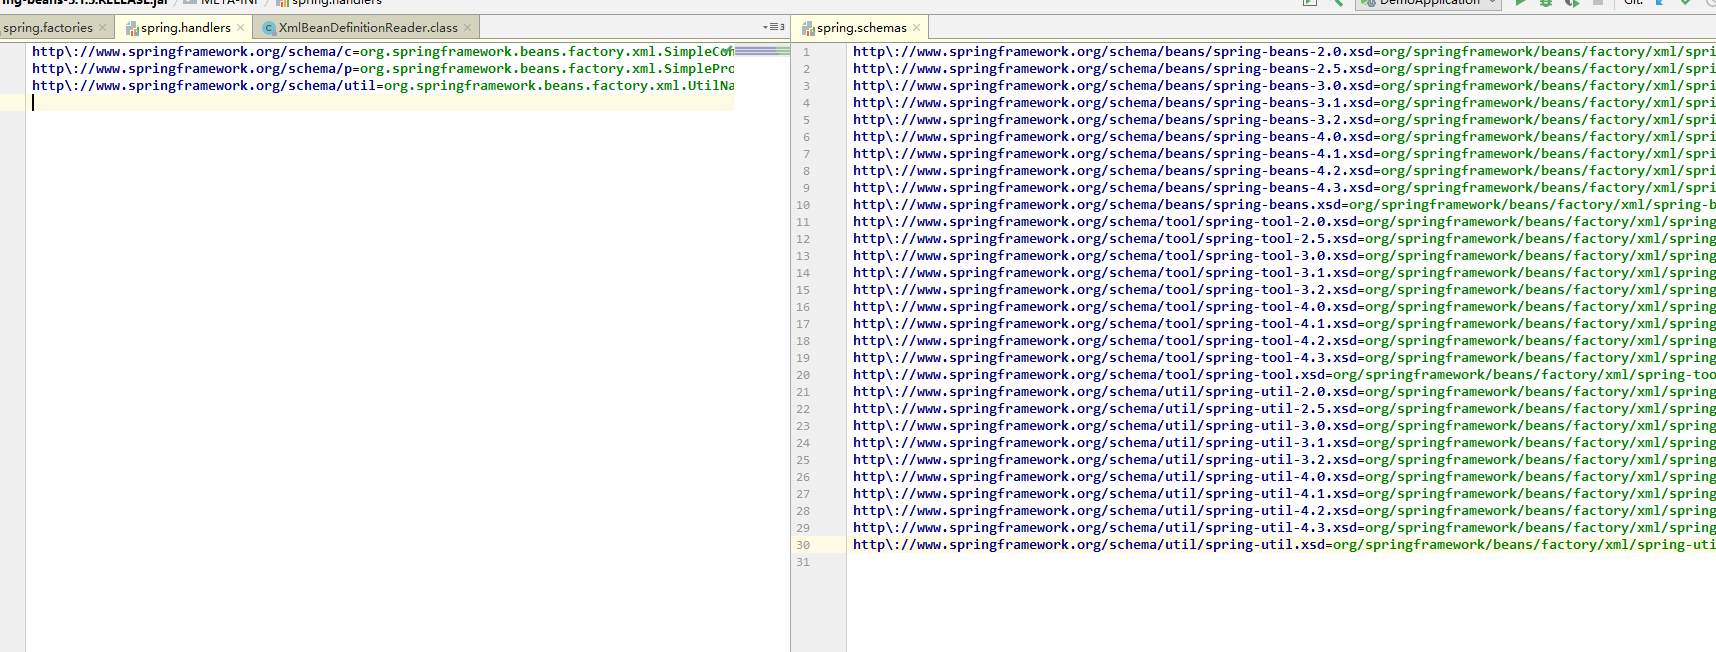 META-INF
spring.handlers
DemoApplication
Git:
spring.factories
spring.handlers
XmlBeanDefinitionReader.class
3
spring.schemas
http\://www.springframework.org/schema/c=org.springframework.beans.factory.xml.
http\://www.springframework.org/schema/p=org.springframework.beans.factory.xml.SimplePro
http\://www.springframework.org/schema/util=org.springframework.beans.factory.xml.UtilNa
1 http\://www.springframework.org/schema/beans/spring-beans-2.0.xsd=org/springframework/beans/factory/xml/spri
2 http\://www.springframework.org/schema/beans/spring-beans-2.5.xsd=org/springframework/beans/factory/xml/spri
3 http\://www.springframework.org/schema/beans/spring-beans-3.0.xsd=org/springframework/beans/factory/xml/spri
4 http\://www.springframework.org/schema/beans/spring-beans-3.1.xsd=org/springframework/beans/factory/xml/spri
5 http\://www.springframework.org/schema/beans/spring-beans-3.2.xsd=org/springframework/beans/factory/xml/spri
6 http\://www.springframework.org/schema/beans/spring-beans-4.0.xsd=org/springframework/beans/factory/xml/spri
7 http\://www.springframework.org/schema/beans/spring-beans-4.1.xsd=org/springframework/beans/factory/xml/spri
8 http\://www.springframework.org/schema/beans/spring-beans-4.2.xsd=org/springframework/beans/factory/xml/spri
9 http\://www.springframework.org/schema/beans/spring-beans-4.3.xsd=org/springframework/beans/factory/xml/spri
10 http\://www.springframework.org/schema/beans/spring-beans.xsd=org/springframework/beans/factory/xml/spring-b
11 http\://www.springframework.org/schema/tool/spring-tool-2.0.xsd=org/springframework/beans/factory/xml/spring
12 http\://www.springframework.org/schema/tool/spring-tool-2.5.xsd=org/springframework/beans/factory/xml/spring
13 http\://www.springframework.org/schema/tool/spring-tool-3.0.xsd=org/springframework/beans/factory/xml/spring
14 http\://www.springframework.org/schema/tool/spring-tool-3.1.xsd=org/springframework/beans/factory/xml/spring
15 http\://www.springframework.org/schema/tool/spring-tool-3.2.xsd=org/springframework/beans/factory/xml/spring
16 http\://www.springframework.org/schema/tool/spring-tool-4.0.xsd=org/springframework/beans/factory/xml/spring
17 http\://www.springframework.org/schema/tool/spring-tool-4.1.xsd=org/springframework/beans/factory/xml/spring
18 http\://www.springframework.org/schema/tool/spring-tool-4.2.xsd=org/springframework/beans/factory/xml/spring
19 http\://www.springframework.org/schema/tool/spring-tool-4.3.xsd=org/springframework/beans/factory/xml/spring
20 http\://www.springframework.org/schema/tool/spring-tool.xsd=org/springframework/beans/factory/xml/spring-too
21 http\://www.springframework.org/schema/util/spring-util-2.0.xsd=org/springframework/beans/factory/xml/spring
22 http\://www.springframework.org/schema/util/spring-util-2.5.xsd=org/springframework/beans/factory/xml/spring
23 http\://www.springframework.org/schema/util/spring-util-3.0.xsd=org/springframework/beans/factory/xml/spring
24 http\://www.springframework.org/schema/util/spring-util-3.1.xsd=org/springframework/beans/factory/xml/spring
25 http\://www.springframework.org/schema/util/spring-util-3.2.xsd=org/springframework/beans/factory/xml/spring
26 http\://www.springframework.org/schema/util/spring-util-4.0.xsd=org/springframework/beans/factory/xml/spring
27 http\://www.springframework.org/schema/util/spring-util-4.1.xsd=org/springframework/beans/factory/xml/spring
28 http\://www.springframework.org/schema/util/spring-util-4.2.xsd=org/springframework/beans/factory/xml/spring
29 http\://www.springframework.org/schema/util/spring-util-4.3.xsd=org/springframework/beans/factory/xml/spring
30 http\://www.springframework.org/schema/util/spring-util.xsd=org/springframework/beans/factory/xml/spring-uti
31